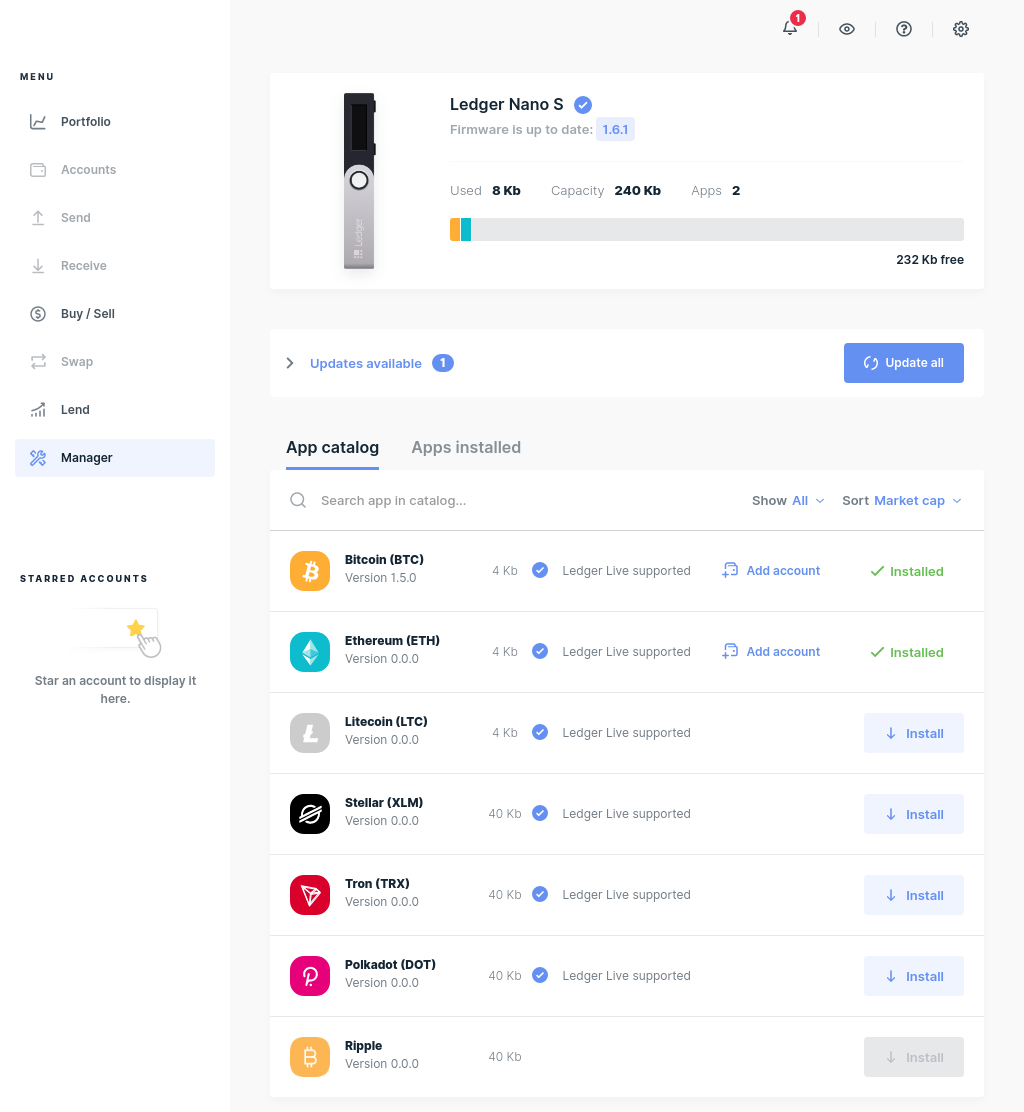 1
MENU
Portfolio
Accounts
Send
Receive
Buy / Sell
Swap
Lend
Manager
STARRED ACCOUNTS
Star an account to display it
here.
Ledger
Ledger Nano S
Firmware is up to date: 1.6.1
Used 8 Kb Capacity 240 Kb Apps 2
232 Kb free
Updates available 1 Update all
App catalog Apps installed
Search app in catalog... Show All Sort Market cap
Bitcoin (BTC)
Version 1.5.0
4 Kb Ledger Live supported Add account Installed
Ethereum (ETH)
Version 0.0.0
4 Kb Ledger Live supported Add account Installed
Litecoin (LTC)
Version 0.0.0
4 Kb Ledger Live supported Install
Stellar (XLM)
Version 0.0.0
40 Kb Ledger Live supported Install
Tron (TRX)
Version 0.0.0
40 Kb Ledger Live supported Install
Polkadot (DOT)
Version 0.0.0
40 Kb Ledger Live supported Install
Ripple
Version 0.0.0
40 Kb Install